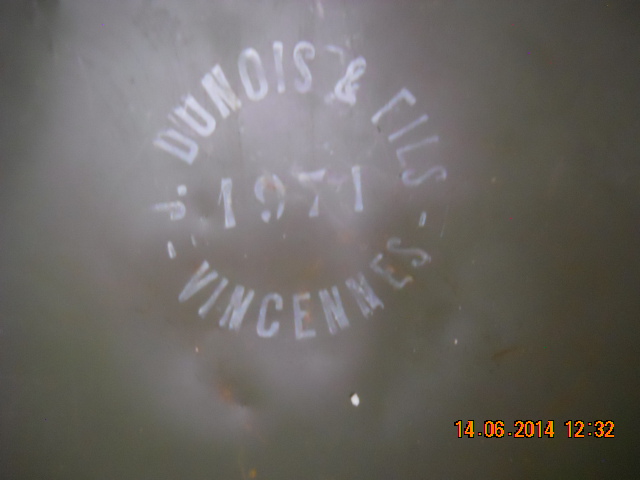 J. DUNOIS & FILS
1971
- VINCENNES -
14.06.2014 12:32